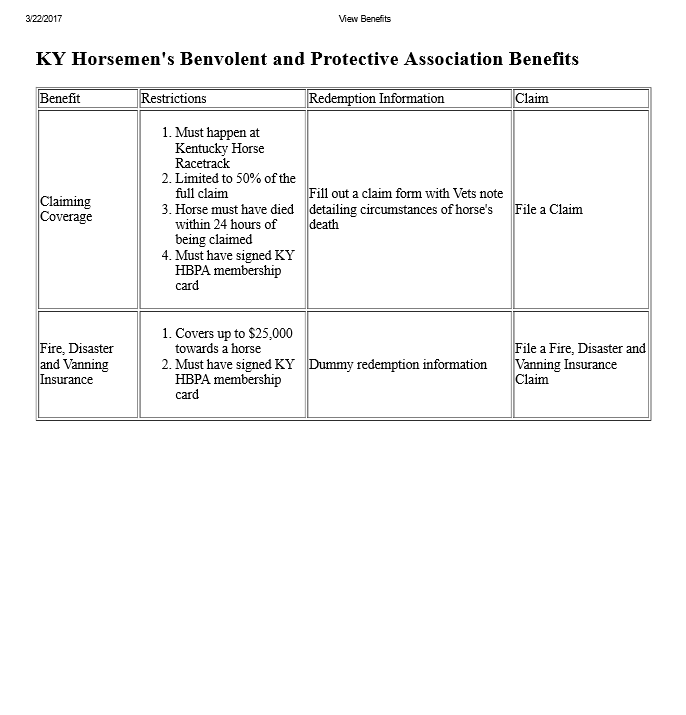 3/22/2017 View Benefits
KY Horsemen's Benvolent and Protective Association Benefits
Benefit Restrictions Redemption Information Claim
Claiming
Coverage
1. Must happen at
Kentucky Horse
Racetrack
2. Limited to 50% of the
full claim
3. Horse must have died
within 24 hours of
being claimed
4. Must have signed KY
HBPA membership
card
Fill out a claim form with Vets note
detailing circumstances of horse's
death
File a Claim
Fire, Disaster
and Vanning
Insurance
1. Covers up to $25,000
towards a horse
2. Must have signed KY
HBPA membership
card
Dummy redemption information
File a Fire, Disaster and
Vanning Insurance
Claim